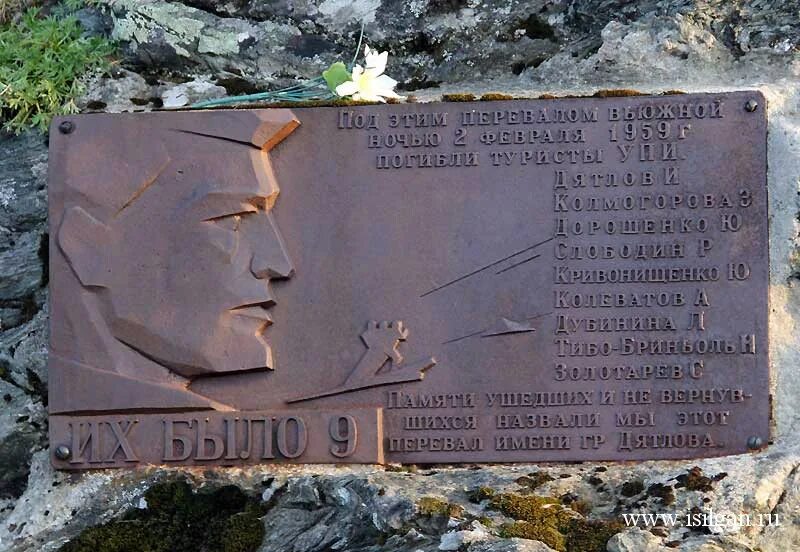 Под этим перевалом вьюжной
ночью 2 февраля 1959 г
погибли туристы УПИ.
Дятлов И
Колмогорова З
Дорошенко Ю
Слободин Р
Кривонищенко Ю
Колеватов А
Дубинина Л
Тибо-Бриньоль Н
Золотарев С
Памяти ушедших и не вернув-
шихся назвали мы этот
перевал имени гр Дятлова.
ИХ БЫЛО 9
www.isilgan.ru